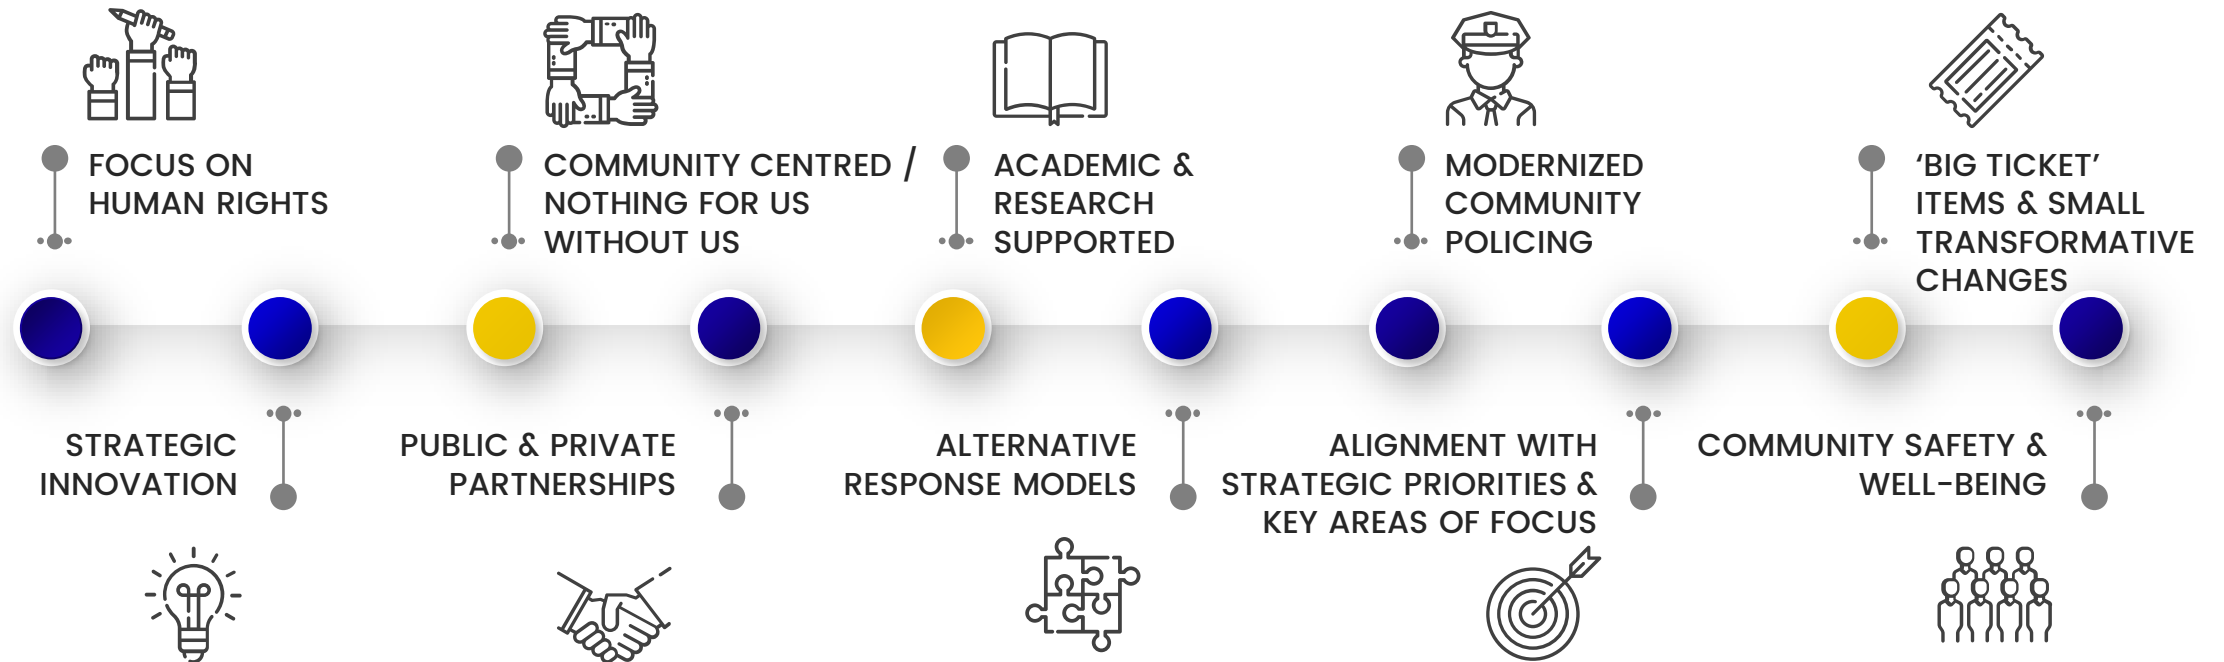 FOCUS ON
HUMAN RIGHTS
COMMUNITY CENTRED /
NOTHING FOR US
WITHOUT US
ACADEMIC &
RESEARCH
SUPPORTED
MODERNIZED
COMMUNITY
POLICING
‘BIG TICKET’
ITEMS & SMALL
TRANSFORMATIVE
CHANGES
STRATEGIC
INNOVATION
PUBLIC & PRIVATE
PARTNERSHIPS
ALTERNATIVE
RESPONSE MODELS
ALIGNMENT WITH
STRATEGIC PRIORITIES &
KEY AREAS OF FOCUS
COMMUNITY SAFETY &
WELL-BEING